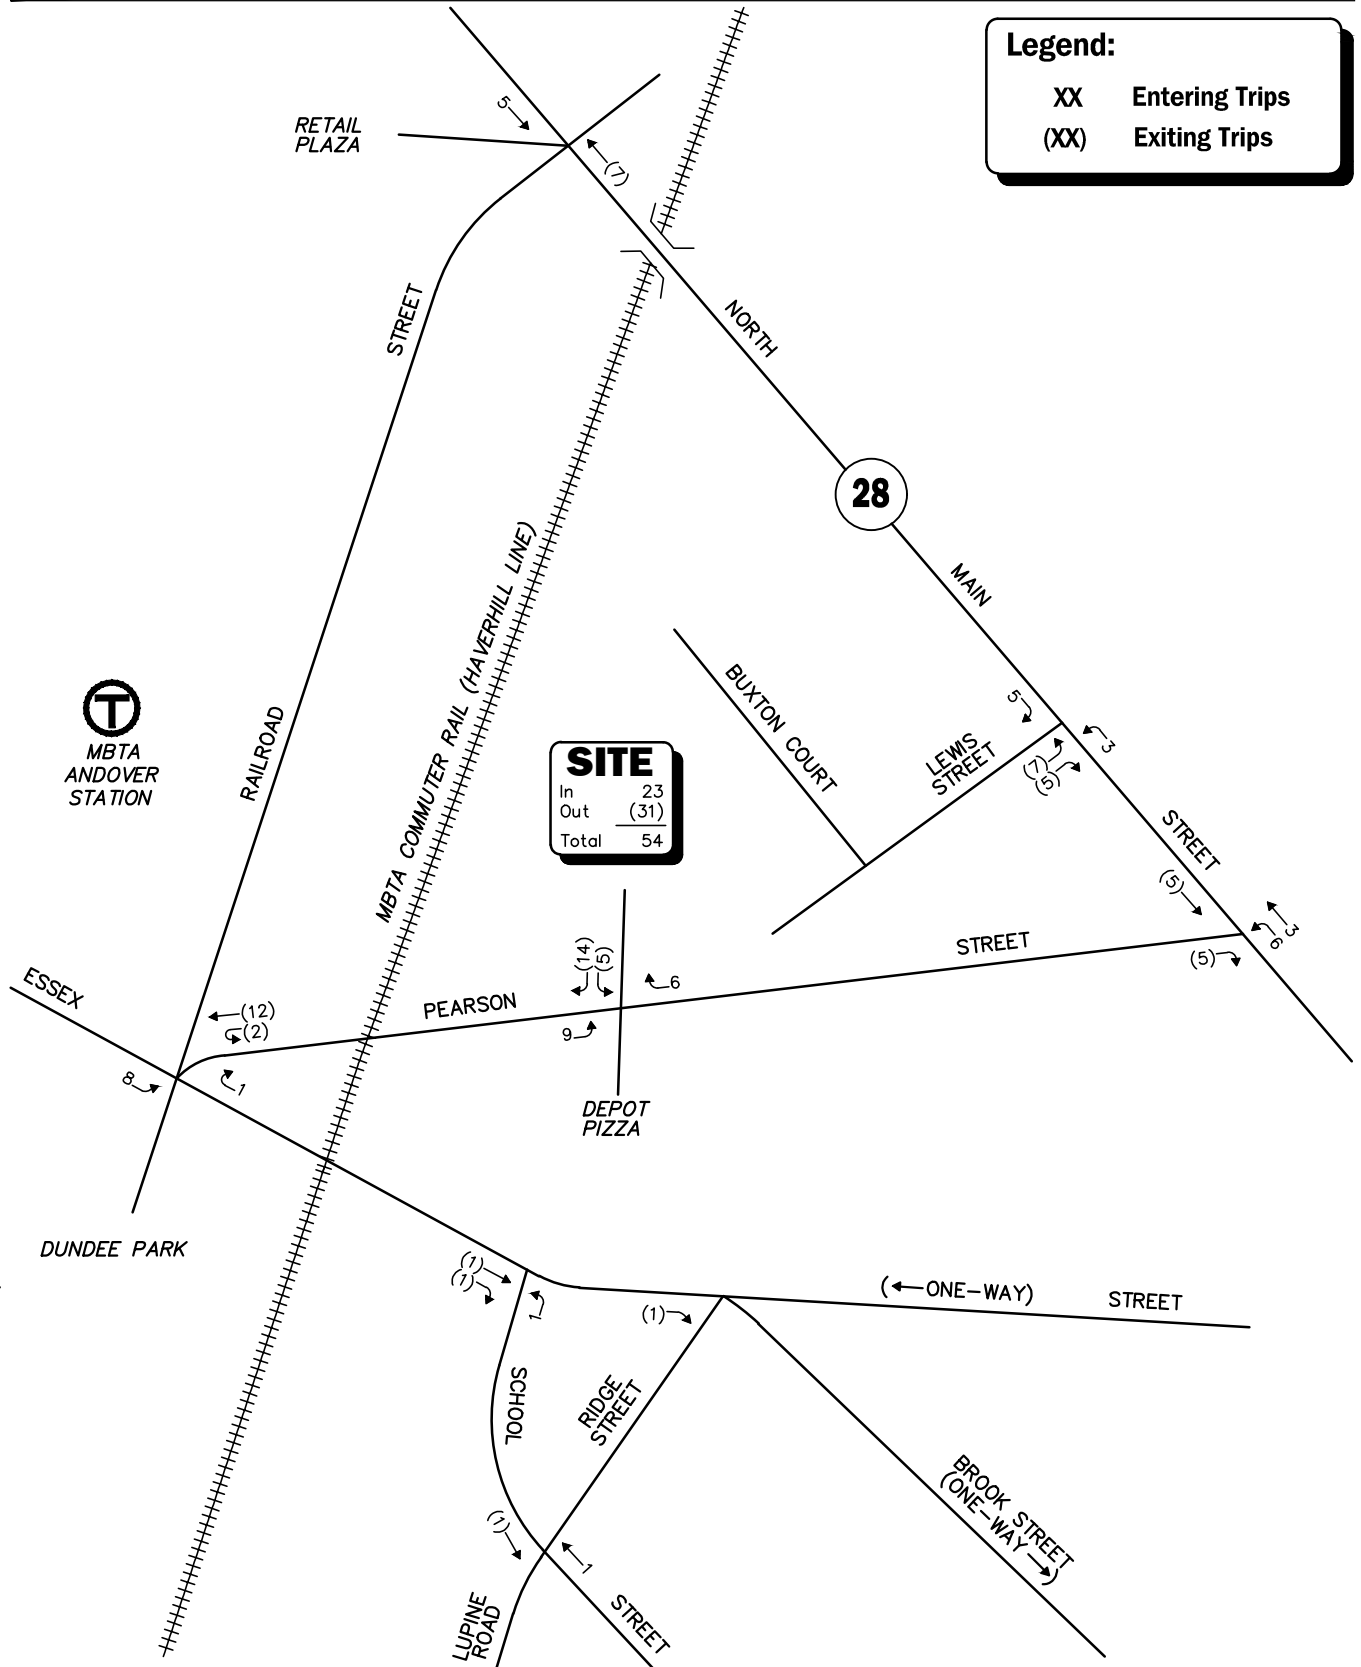 Legend:
XX Entering Trips
(XX) Exiting Trips
5
RETAIL
PLAZA
(7)
STREET
NORTH
28
MAIN
MBTA COMMUTER RAIL (HAVERHILL LINE)
BUXTON COURT
5
LEWIS
STREET
3
(7)
(5)
T
MBTA
ANDOVER
STATION
RAILROAD
SITE
In 23
Out (31)
Total 54
STREET
(5)
3
6
(5)
STREET
(14)
(5)
6
PEARSON
9
ESSEX
(12)
(2)
8
1
DEPOT
PIZZA
DUNDEE PARK
(1)
(1)
1
(1)
(←ONE-WAY)
STREET
SCHOOL
RIDGE
STREET
BROOK STREET
(ONE-WAY→)
(1)
1
LUPINE
ROAD
STREET